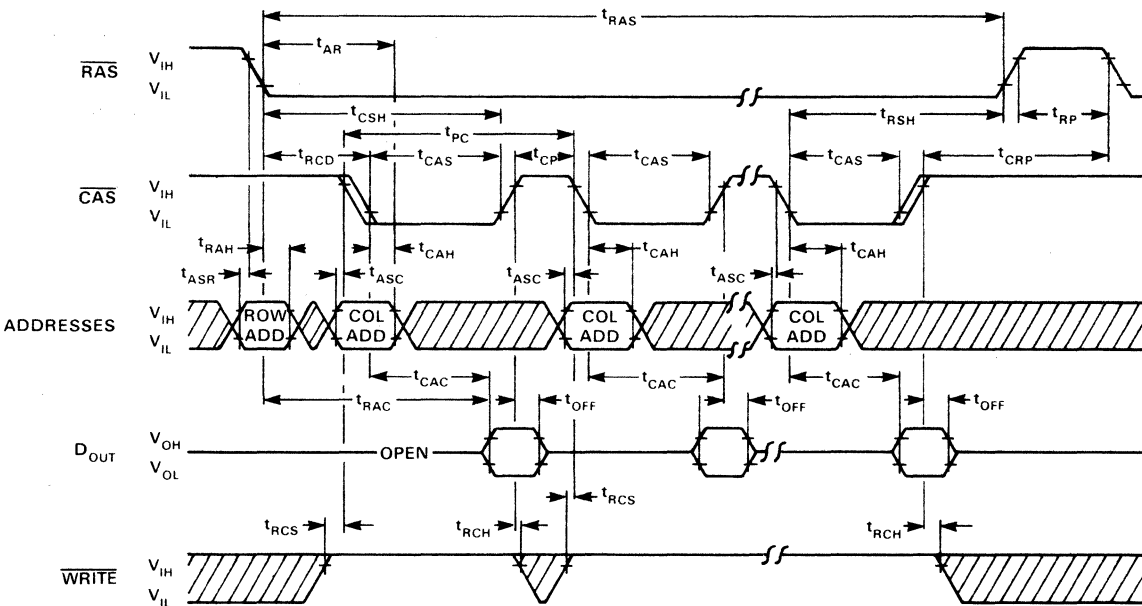 tRAS
tAR
RAS
VIH
VIL
tCSH
tRSH
tRP
tPC
tRCD
tCAS
tCP
tCAS
tCAS
tCRP
CAS
VIH
VIL
tRAH
tCAH
tCAH
tCAH
tASR
tASC
tASC
tASC
ADDRESSES
VIH
VIL
ROW ADD
COL ADD
COL ADD
COL ADD
tCAC
tCAC
tCAC
tRAC
tOFF
tOFF
tOFF
DOUT
VOH
VOL
OPEN
tRCS
tRCS
tRCH
tRCH
WRITE
VIH
VIL